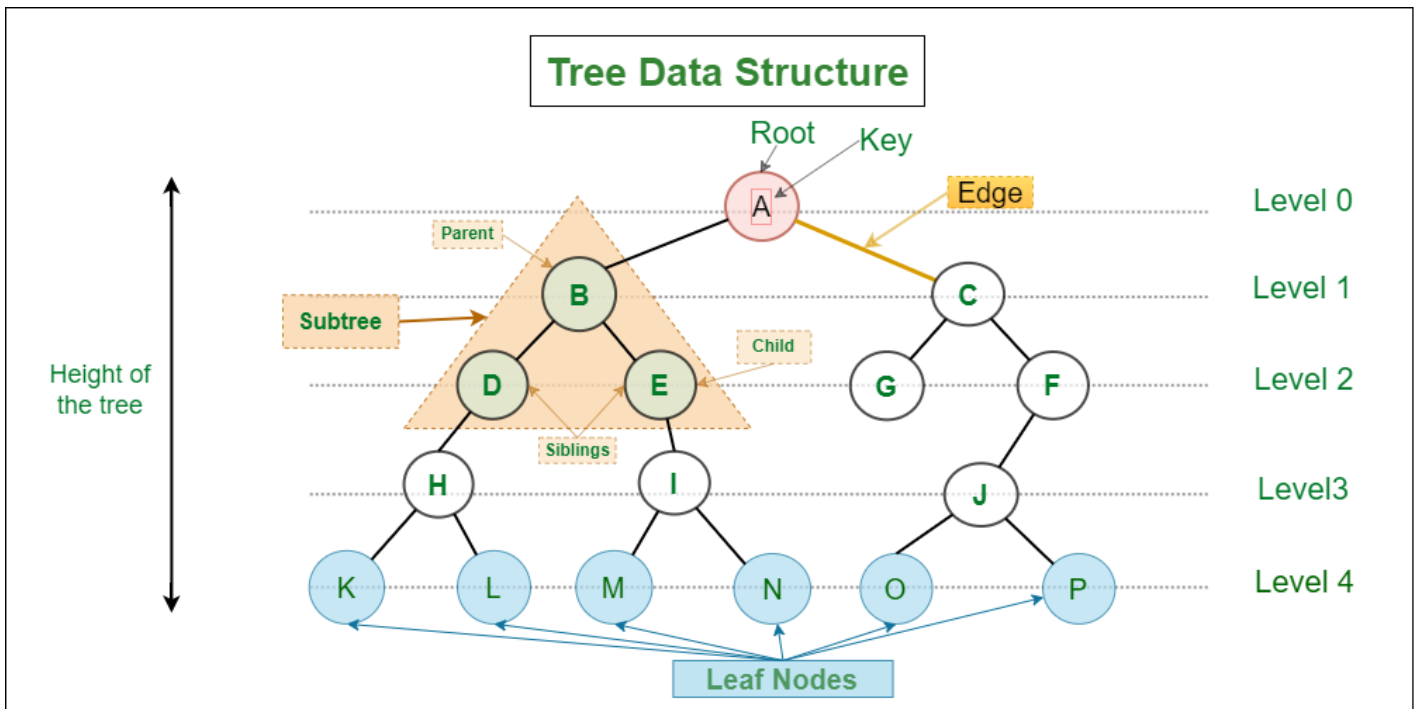 Tree Data Structure
Root
Key
A
Edge
Level 0
Parent
B
C
Level 1
Subtree
Child
Height of
the tree
D
E
G
F
Level 2
Siblings
H
I
J
Level3
K
L
M
N
O
P
Level 4
Leaf Nodes